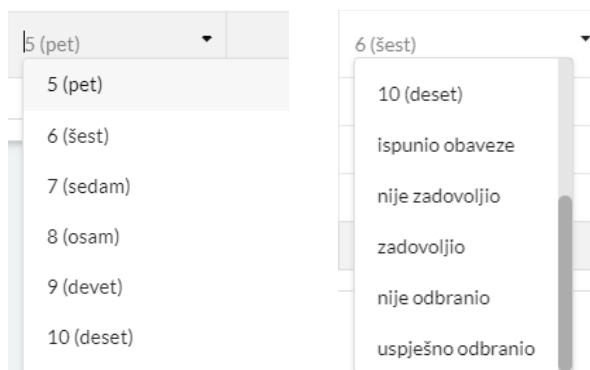 5 (pet)
5 (pet)
6 (šest)
7 (sedam)
8 (osam)
9 (devet)
10 (deset)
6 (šest)
10 (deset)
ispunio obaveze
nije zadovoljio
zadovoljio
nije odbranio
uspješno odbranio